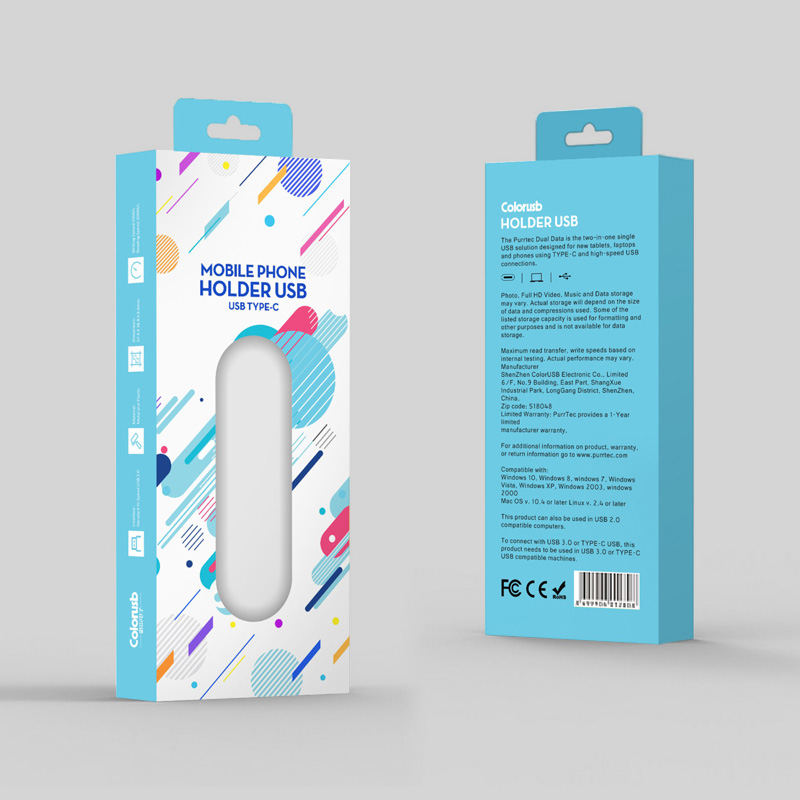 MOBILE PHONE
HOLDER USB
USB TYPE-C
Colorusb
Colorusb
HOLDER USB
The Purrtec Dual Data is the two-in-one single
USB solution designed for new tablets, laptops
and phones using TYPE-C and high-speed USB
connections.
Photo, Full HD Video, Music and Data storage
may vary. Actual storage will depend on the size
of data and compressions used. Some of the
listed storage capacity is used for formatting and
other purposes and is not available for data
storage.
Maximum read transfer, write speeds based on
internal testing. Actual performance may vary.
Manufacturer
ShenZhen ColorUSB Electronic Co., Limited
6/F, No.9 Building, East Part, ShangXue
Industrial Park, LongGang District, ShenZhen,
China.
Zip code: 518048
Limited Warranty: PurrTec provides a 1-Year
limited
manufacturer warranty.
For additional information on product, warranty,
or return information go to www.purrtec.com
Compatible with:
Windows 10, Windows 8, windows 7, Windows
Vista, Windows XP, Windows 2003, windows
2000
Mac OS v. 10.4 or later Linux v. 2.4 or later
This product can also be used in USB 2.0
compatible computers.
To connect with USB 3.0 or TYPE-C USB, this
product needs to be used in USB 3.0 or TYPE-C
USB compatible machines.
FC CE RoHS